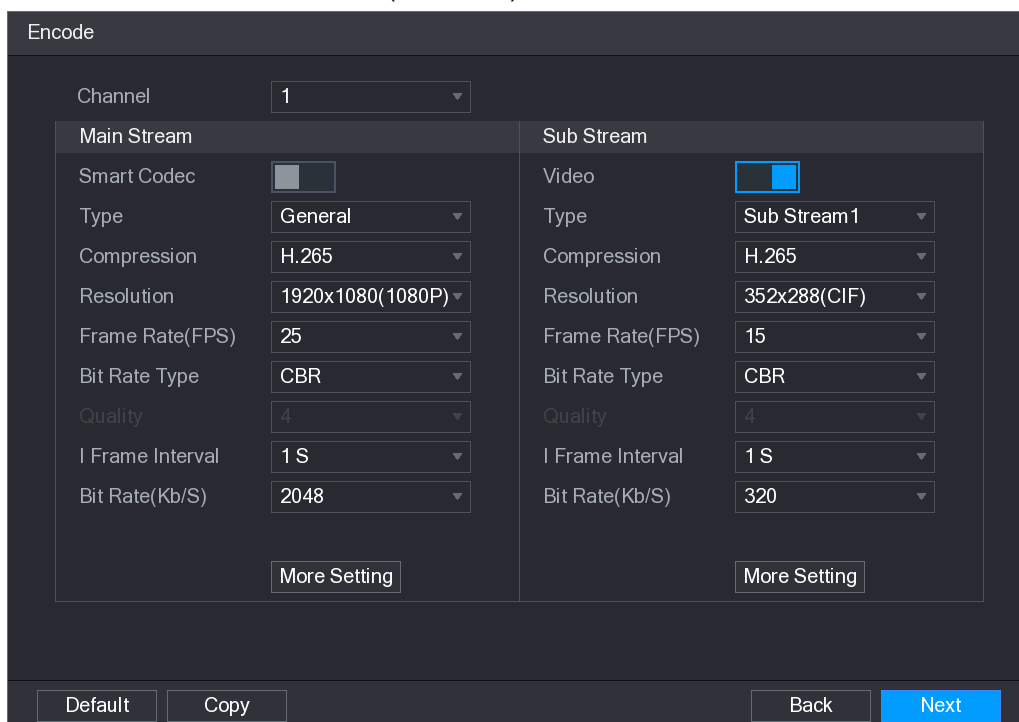 Encode
Channel 1
Main Stream Sub Stream
Smart Codec Video
Type General Type Sub Stream1
Compression H.265 Compression H.265
Resolution 1920x1080(1080P) Resolution 352x288(CIF)
Frame Rate(FPS) 25 Frame Rate(FPS) 15
Bit Rate Type CBR Bit Rate Type CBR
Quality 4 Quality 4
I Frame Interval 1 S I Frame Interval 1 S
Bit Rate(Kb/S) 2048 Bit Rate(Kb/S) 320
More Setting More Setting
Default Copy Back Next